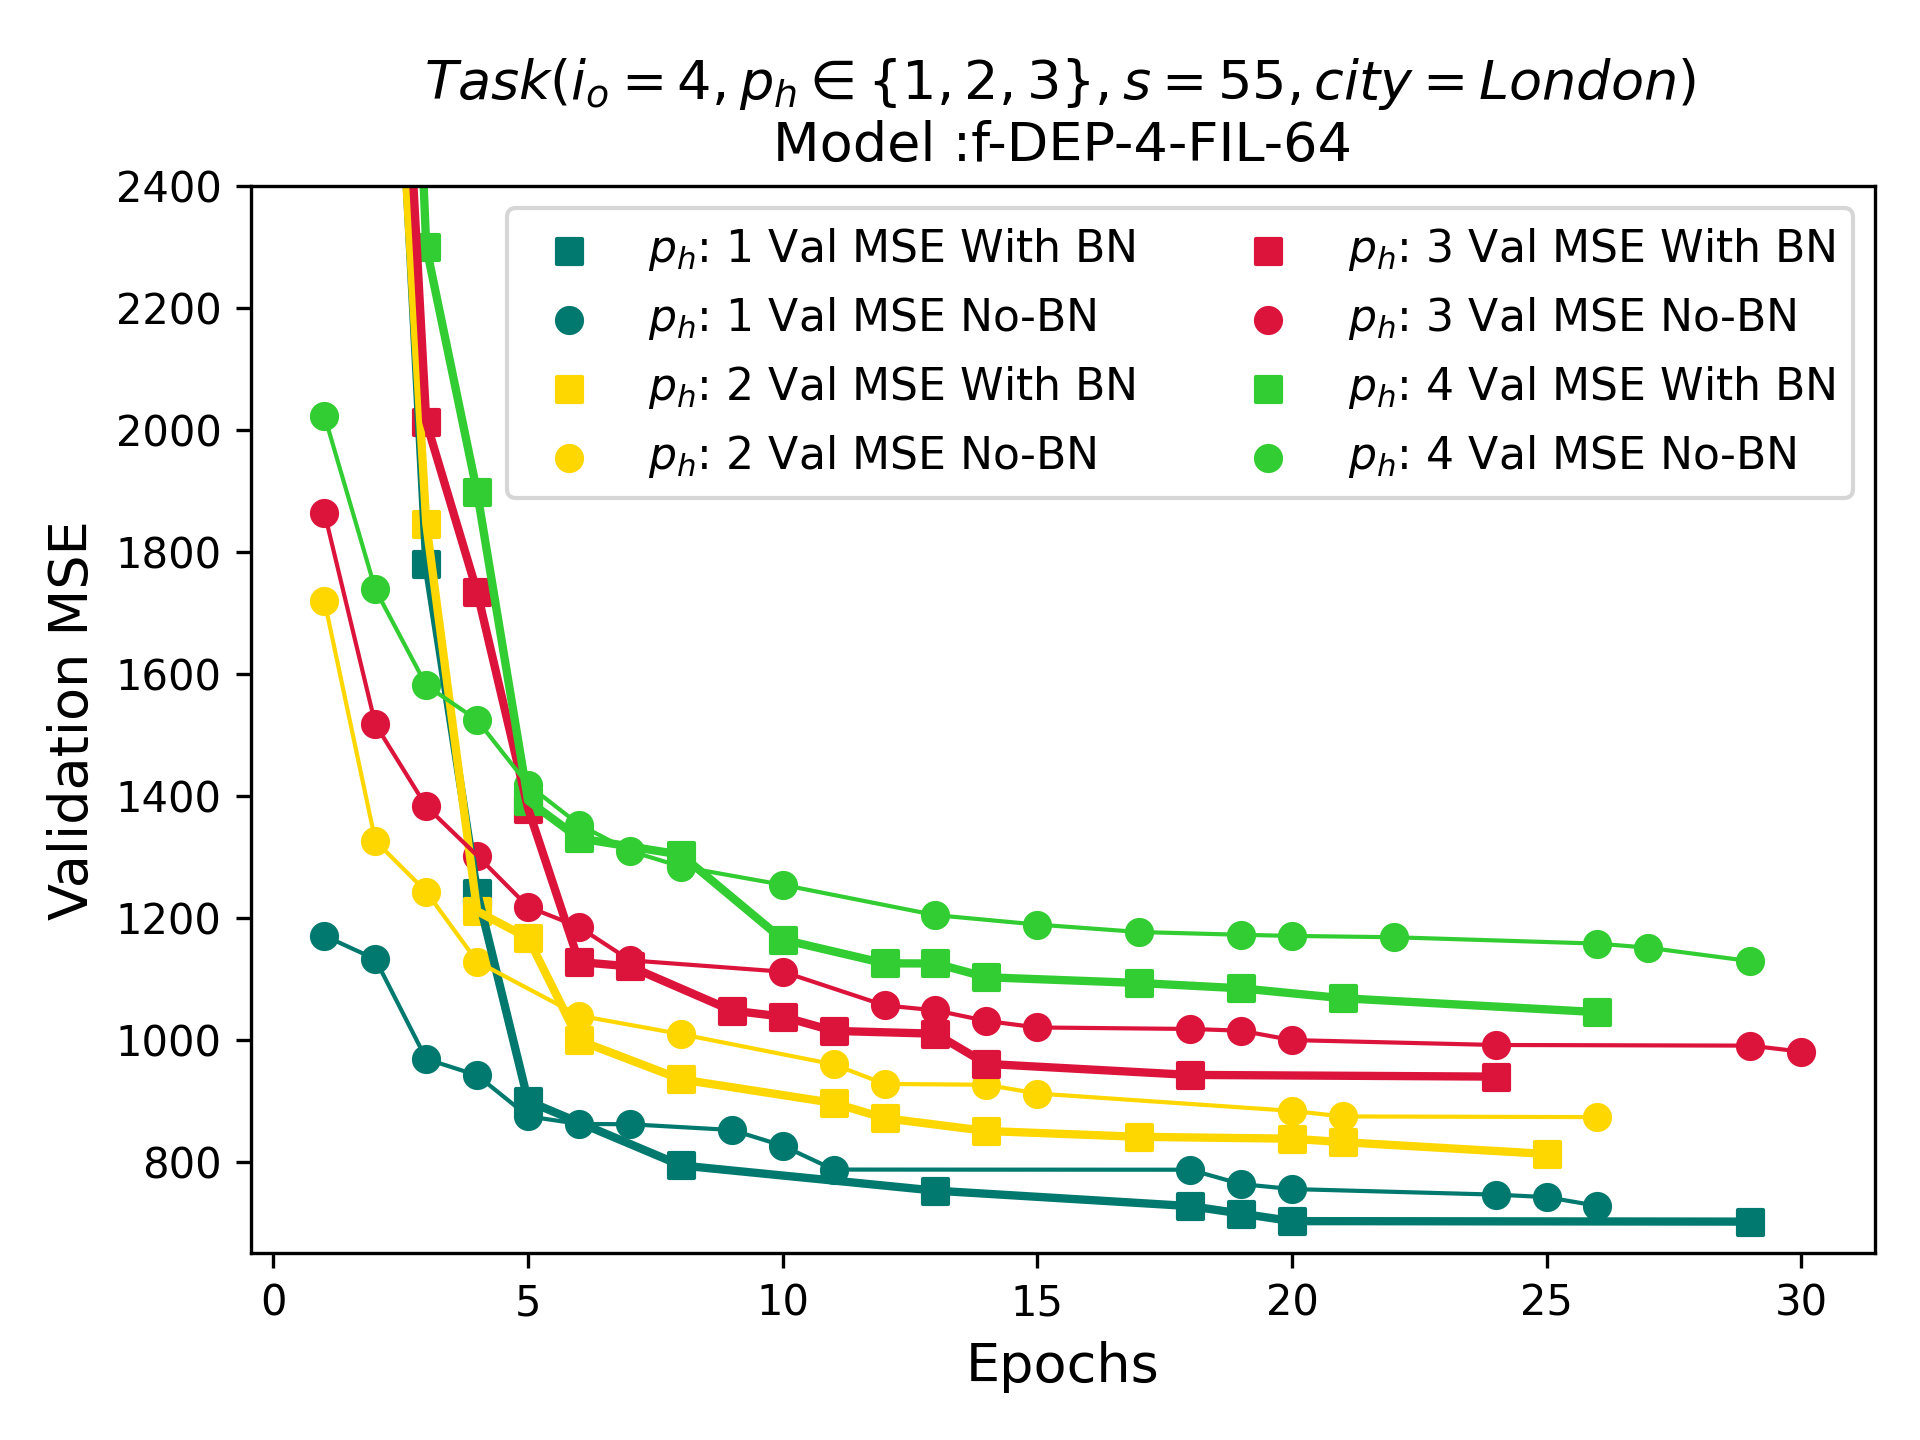 Task(i_o = 4, p_h ∈ {1, 2, 3}, s = 55, city = London)
Model :f-DEP-4-FIL-64
2400
2200
2000
1800
1600
1400
1200
1000
800
Validation MSE
p_h: 1 Val MSE With BN
p_h: 1 Val MSE No-BN
p_h: 2 Val MSE With BN
p_h: 2 Val MSE No-BN
p_h: 3 Val MSE With BN
p_h: 3 Val MSE No-BN
p_h: 4 Val MSE With BN
p_h: 4 Val MSE No-BN
0 5 10 15 20 25 30
Epochs